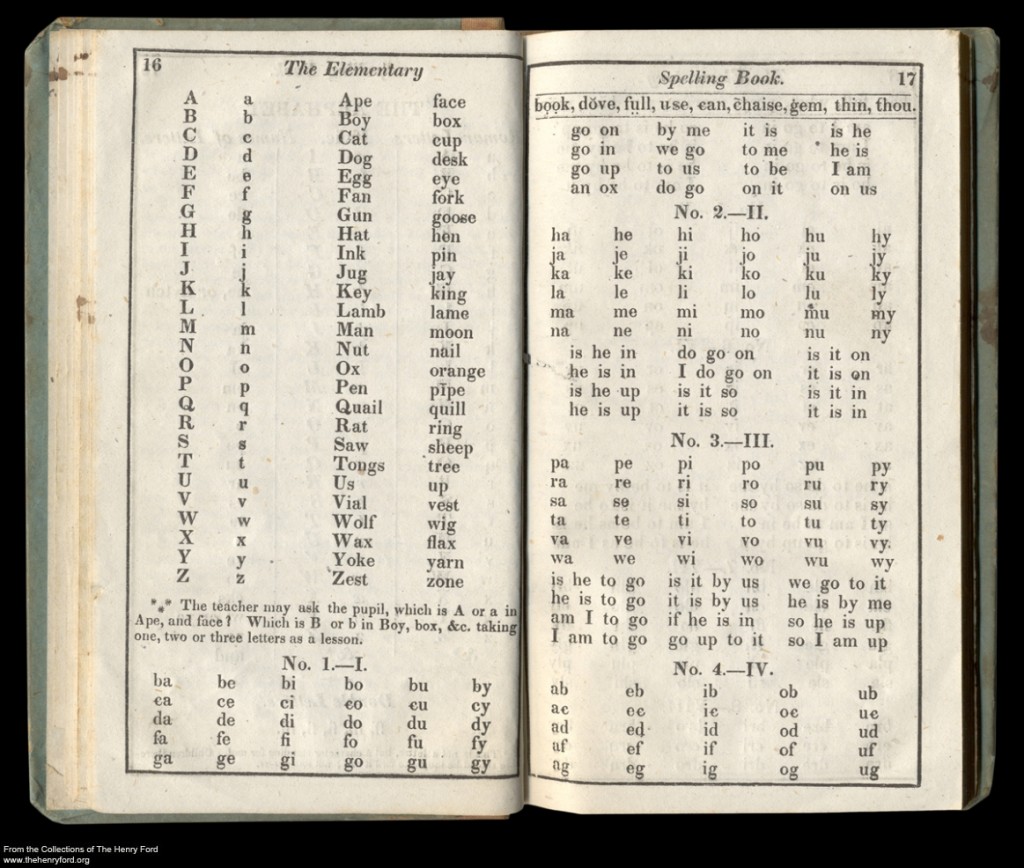 16
The Elementary
A a Ape face
B b Boy box
C c Cat cup
D d Dog desk
E e Egg eye
F f Fan fork
G g Gun goose
H h Hat hen
I i Ink pin
J j Jug jay
K k Key king
L l Lamb lame
M m Man moon
N n Nut nail
O o Ox orange
P p Pen pipe
Q q Quail quill
R r Rat ring
S s Saw sheep
T t Tongs tree
U u Us up
V v Vial vest
W w Wolf wig
X x Wax flax
Y y Yoke yarn
Z z Zest zone
*⁎* The teacher may ask the pupil, which is A or a in
Ape, and face? Which is B or b in Boy, box, &c. taking
one, two or three letters as a lesson.
No. 1.—I.
ba be bi bo bu by
ca ce ci co cu cy
da de di do du dy
fa fe fi fo fu fy
ga ge gi go gu gy
Spelling Book.
17
book, dove, full, use, can, chaise, gem, thin, thou.
go on by me it is is he
go in we go to me he is
go up to us to be I am
an ox do go on it on us
No. 2.—II.
ha he hi ho hu hy
ja je ji jo ju jy
ka ke ki ko ku ky
la le li lo lu ly
ma me mi mo mu my
na ne ni no nu ny
is he in do go on is it on
he is in I do go on it is on
is he up is it so is it in
he is up it is so it is in
No. 3.—III.
pa pe pi po pu py
ra re ri ro ru ry
sa se si so su sy
ta te ti to tu ty
va ve vi vo vu vy.
wa we wi wo wu wy
is he to go is it by us we go to it
he is to go it is by us he is by me
am I to go if he is in so he is up
I am to go go up to it so I am up
No. 4.—IV.
ab eb ib ob ub
ac ec ic oc uc
ad ed id od ud
af ef if of uf
ag eg ig og ug
From the Collections of The Henry Ford
www.thehenryford.org